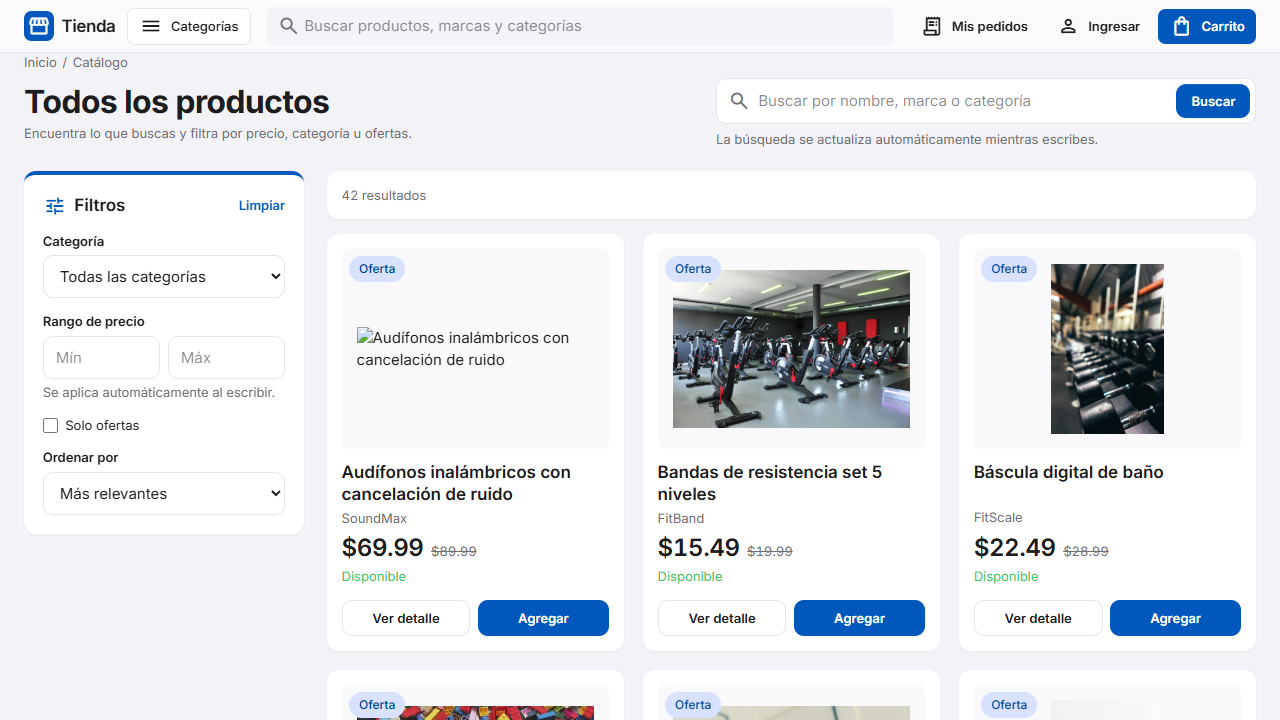 Tienda
Categorías
Buscar productos, marcas y categorías
Mis pedidos
Ingresar
Carrito
Inicio / Catálogo
Todos los productos
Encuentra lo que buscas y filtra por precio, categoría u ofertas.
Buscar por nombre, marca o categoría
Buscar
La búsqueda se actualiza automáticamente mientras escribes.
Filtros
Limpiar
Categoría
Todas las categorías
Rango de precio
Mín
Máx
Se aplica automáticamente al escribir.
Solo ofertas
Ordenar por
Más relevantes
42 resultados
Oferta
Audífonos inalámbricos con
cancelación de ruido
Audífonos inalámbricos con
cancelación de ruido
SoundMax
$69.99 $89.99
Disponible
Ver detalle
Agregar
Oferta
Bandas de resistencia set 5
niveles
FitBand
$15.49 $19.99
Disponible
Ver detalle
Agregar
Oferta
Báscula digital de baño
FitScale
$22.49 $28.99
Disponible
Ver detalle
Agregar
Oferta
Oferta
Oferta